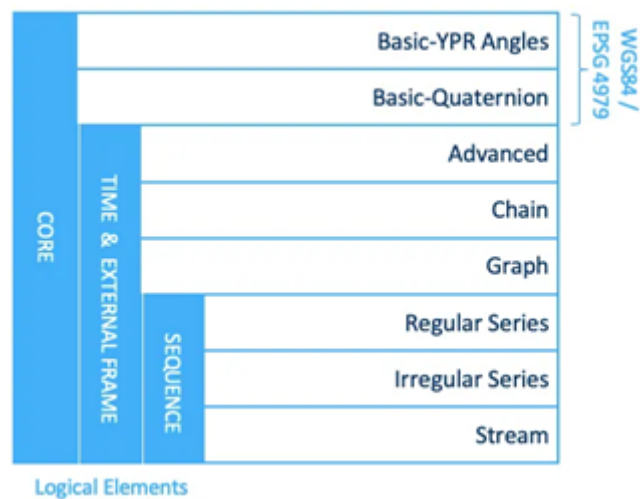 Basic-YPR Angles
Basic-Quaternion
WGS84 /
EPSG 4979
Advanced
Chain
Graph
Regular Series
Irregular Series
Stream
CORE
TIME & EXTERNAL FRAME
SEQUENCE
Logical Elements